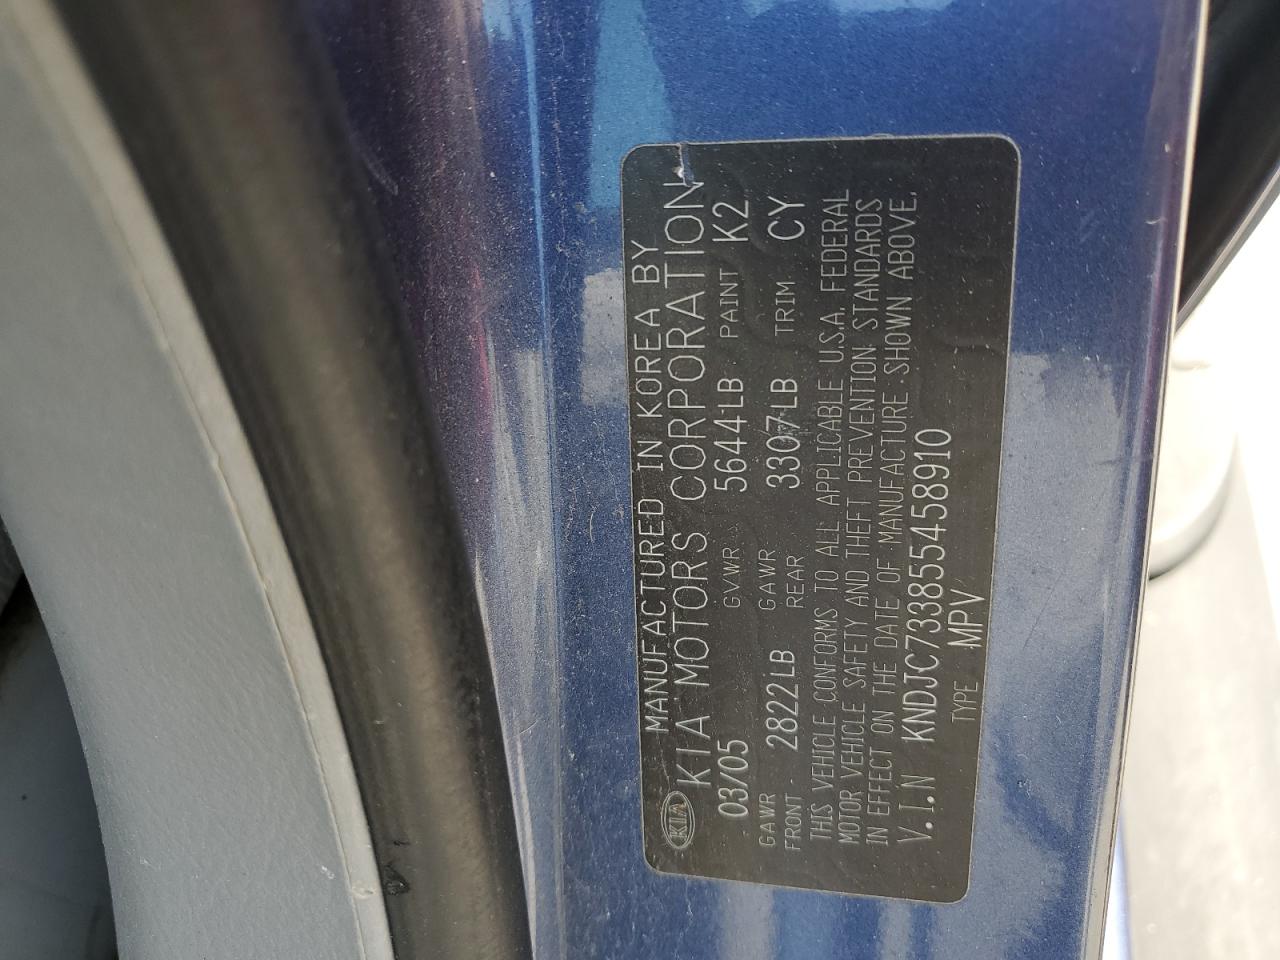 MANUFACTURED IN KOREA BY
KIA KIA MOTORS CORPORATION
03/05 GVWR 5644LB PAINT K2
GAWR FRONT 2822LB GAWR REAR 3307LB TRIM CY
THIS VEHICLE CONFORMS TO ALL APPLICABLE U.S.A. FEDERAL
MOTOR VEHICLE SAFETY AND THEFT PREVENTION STANDARDS
IN EFFECT ON THE DATE OF MANUFACTURE SHOWN ABOVE.
V.I.N KNDJC733855458910
TYPE MPV